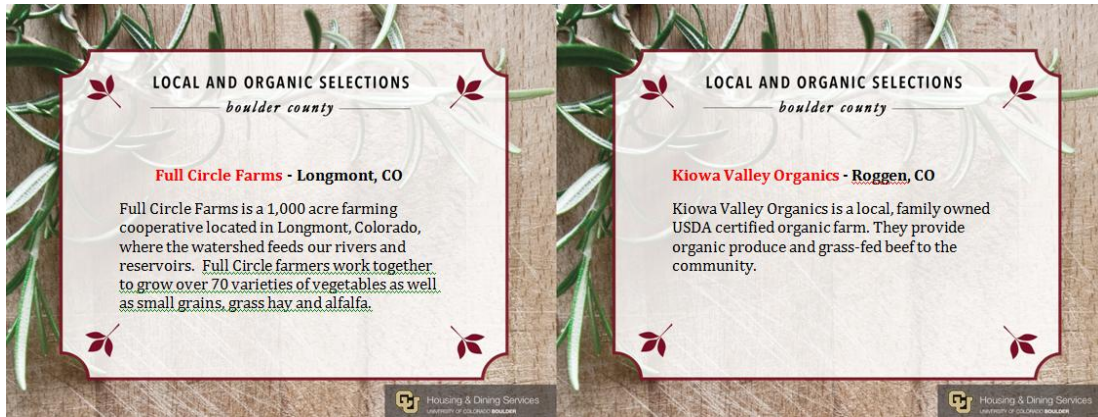 LOCAL AND ORGANIC SELECTIONS
boulder county
Full Circle Farms - Longmont, CO
Full Circle Farms is a 1,000 acre farming
cooperative located in Longmont, Colorado,
where the watershed feeds our rivers and
reservoirs. Full Circle farmers work together
to grow over 70 varieties of vegetables as well
as small grains, grass hay and alfalfa.
CU
Housing & Dining Services
UNIVERSITY OF COLORADO BOULDER
LOCAL AND ORGANIC SELECTIONS
boulder county
Kiowa Valley Organics - Roggen, CO
Kiowa Valley Organics is a local, family owned
USDA certified organic farm. They provide
organic produce and grass-fed beef to the
community.
CU
Housing & Dining Services
UNIVERSITY OF COLORADO BOULDER